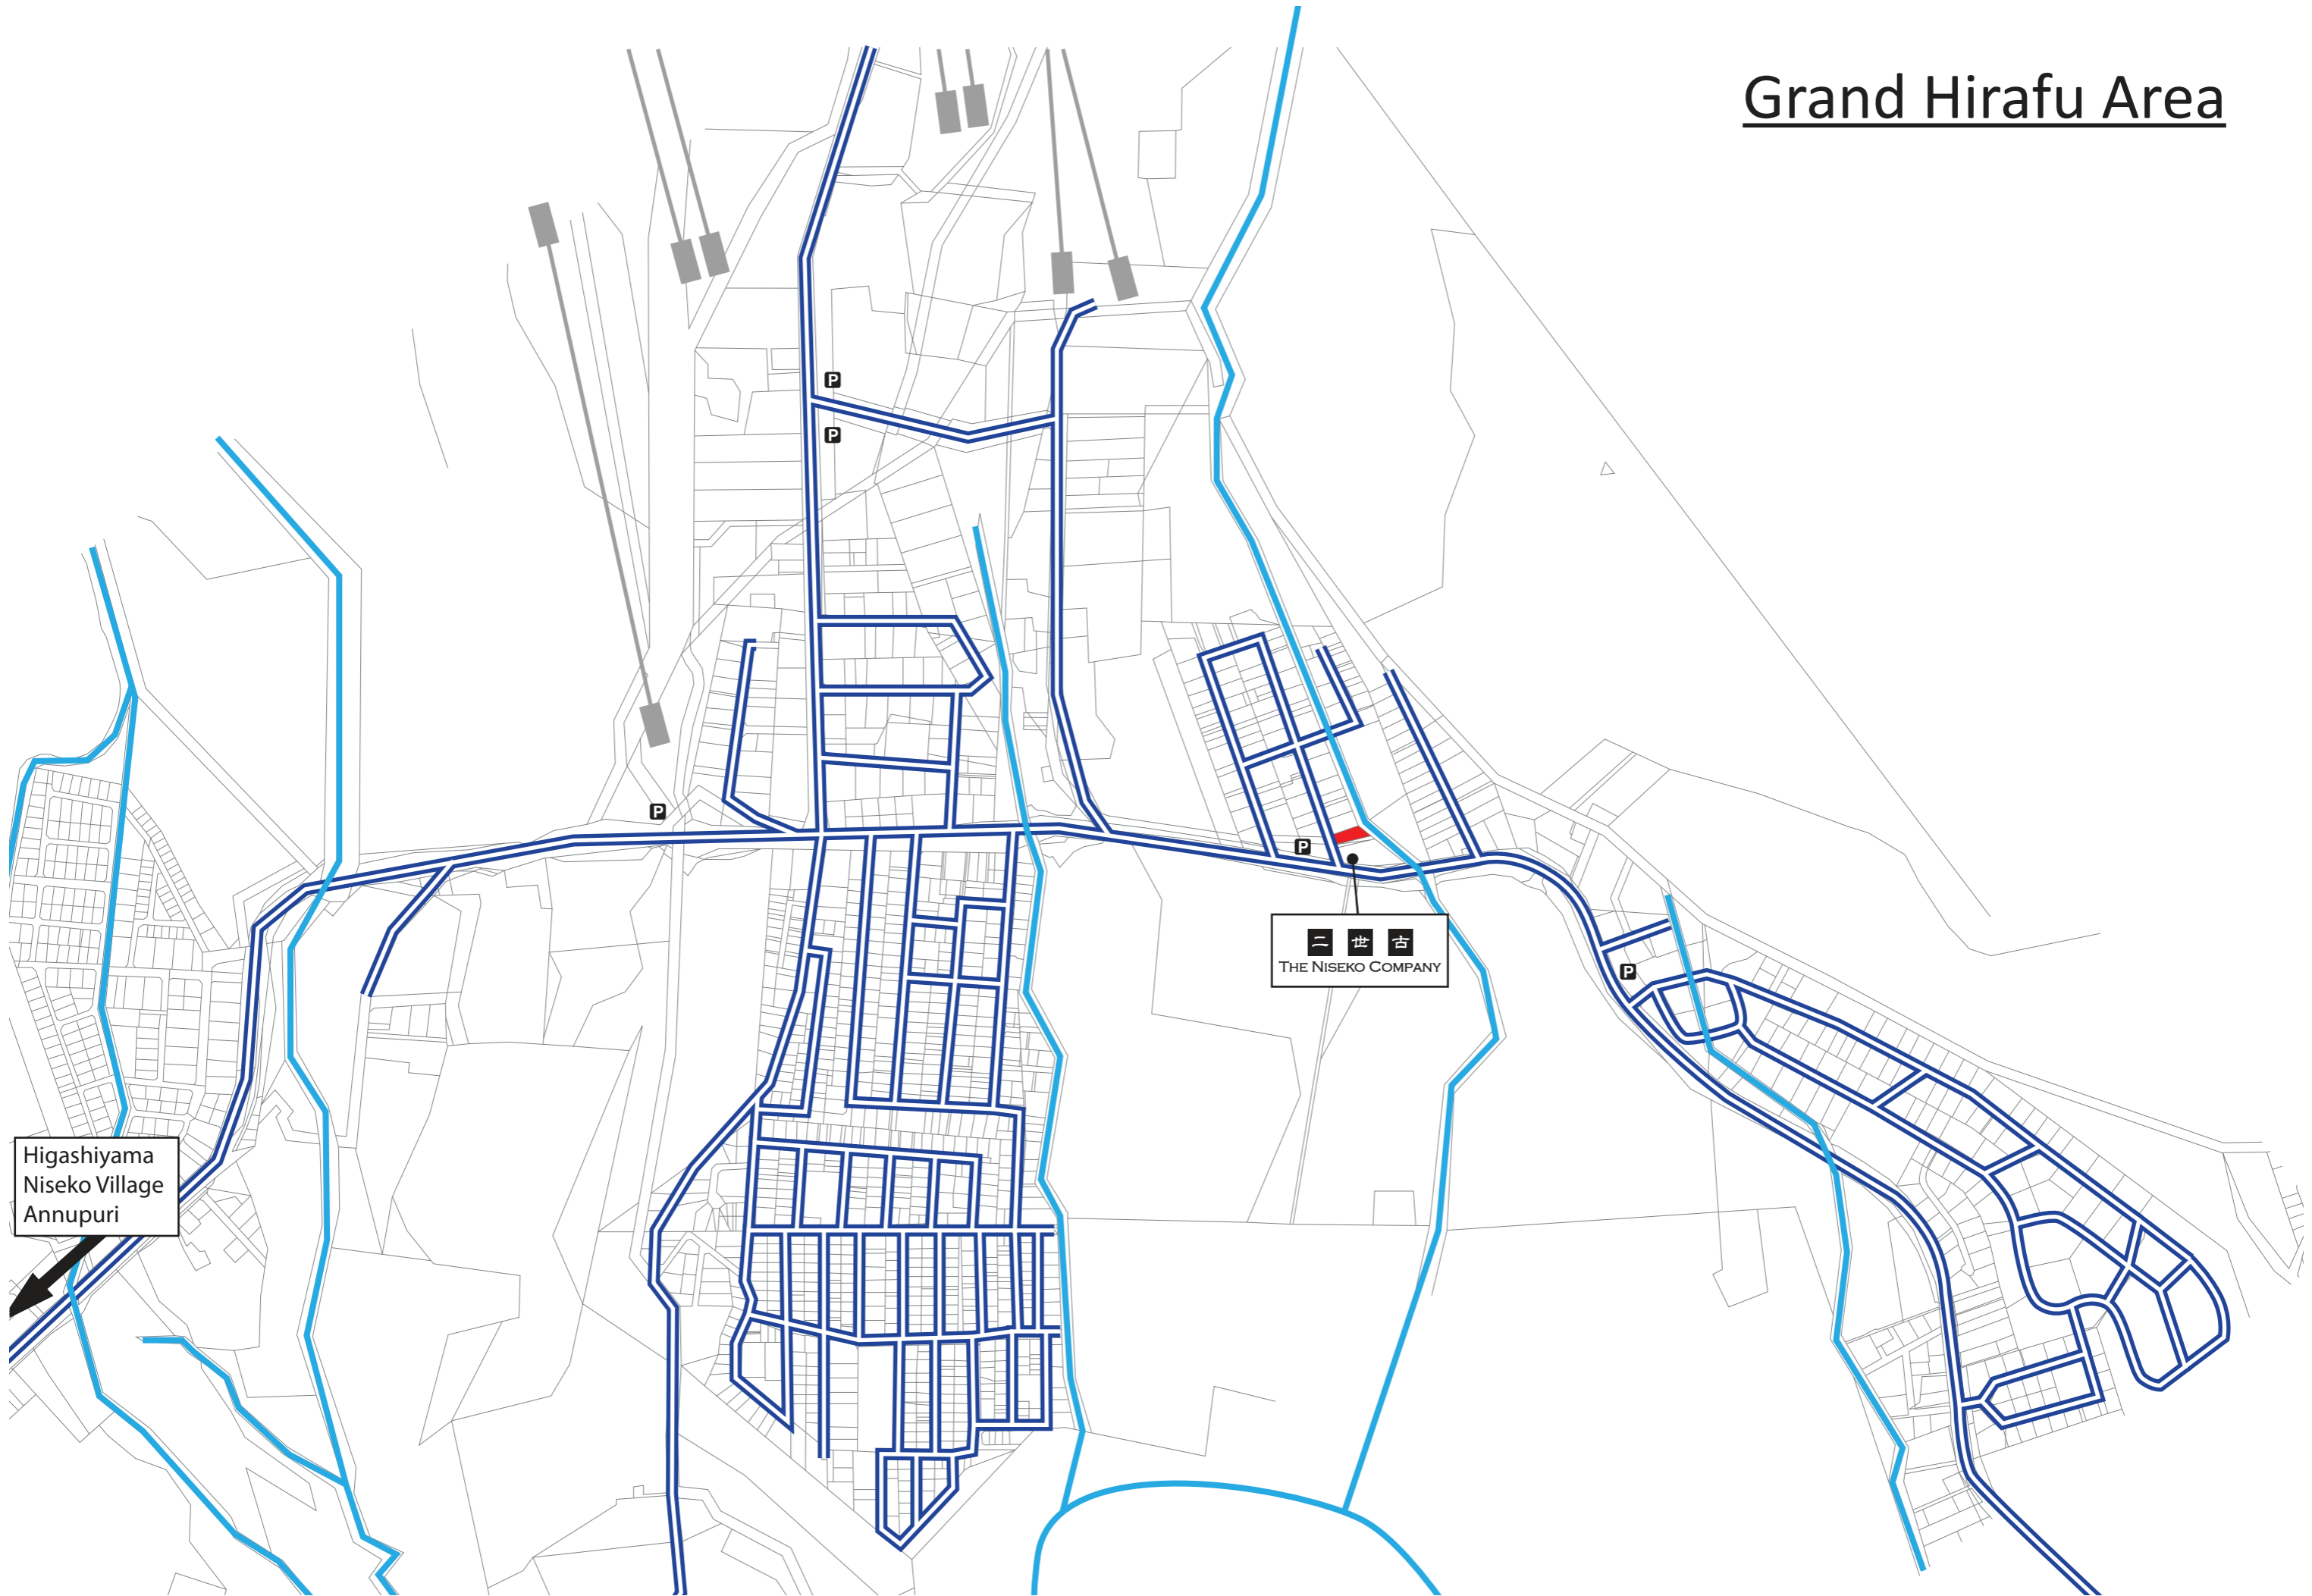 Grand Hirafu Area
P
P
P
P
二 世 古
THE NISEKO COMPANY
P
Higashiyama
Niseko Village
Annupuri